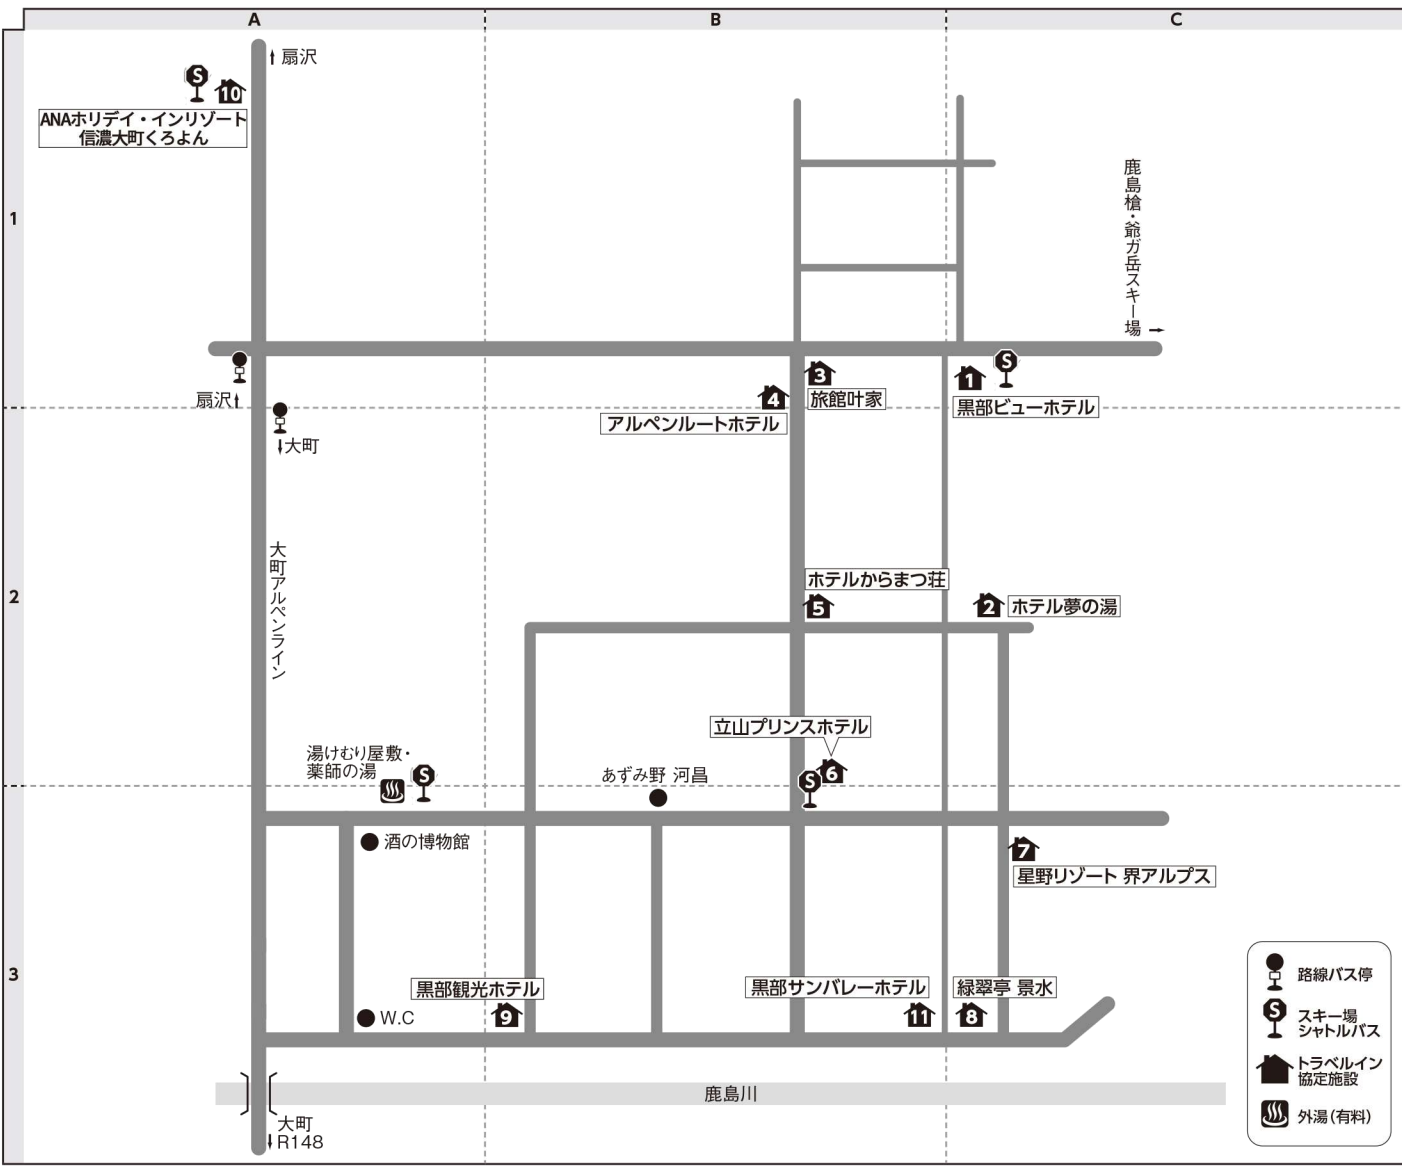 A
B
C
1
2
3
↑扇沢
S
10
ANAホリデイ・インリゾート
信濃大町くろよん
鹿島槍・爺ガ岳スキー場→
扇沢↑
↓大町
3
旅館叶家
4
アルペンルートホテル
1
S
黒部ビューホテル
大町アルペンライン
ホテルからまつ荘
5
2
ホテル夢の湯
立山プリンスホテル
6
S
湯けむり屋敷・
薬師の湯
S
あずみ野 河昌
酒の博物館
7
星野リゾート 界アルプス
黒部観光ホテル
9
W.C
黒部サンバレーホテル
11
緑翠亭 景水
8
鹿島川
大町
↓R148
路線バス停
S
スキー場
シャトルバス
トラベルイン
協定施設
外湯(有料)